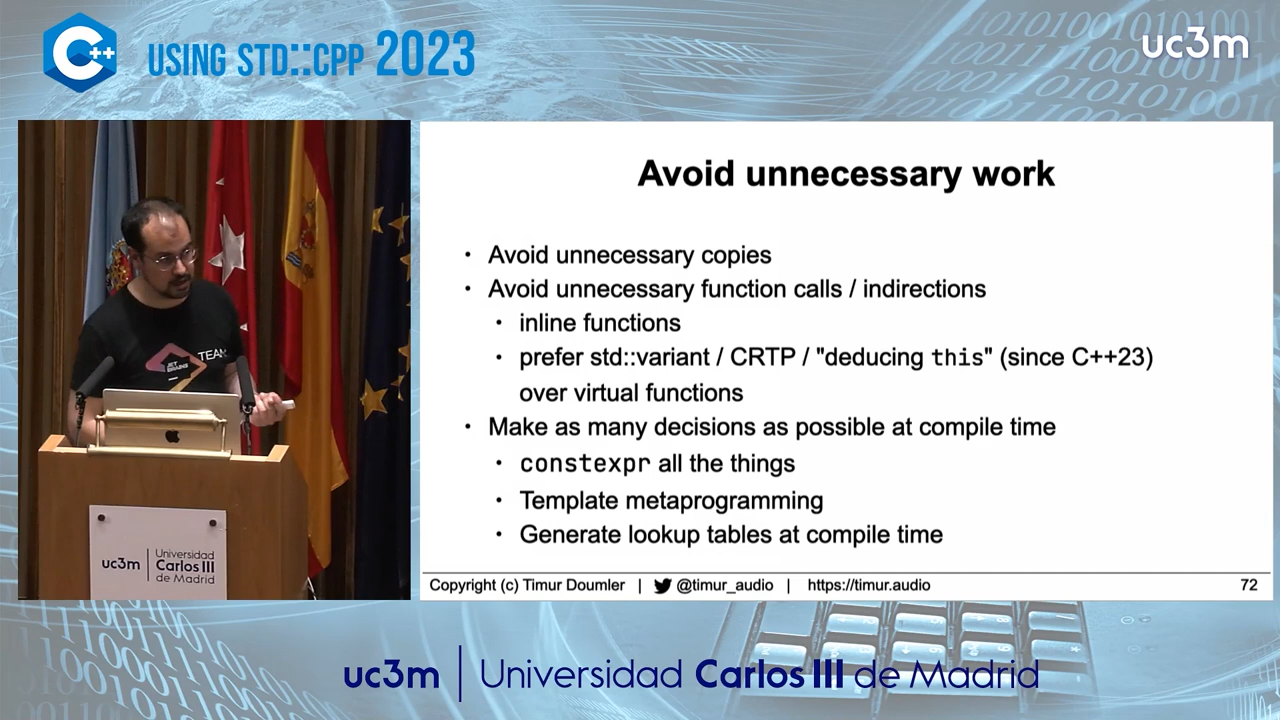 C++
USING STD::CPP 2023
uc3m
TEAM
JET
BRAINS
uc3m
Universidad
Carlos III
de Madrid
Avoid unnecessary work
• Avoid unnecessary copies
• Avoid unnecessary function calls / indirections
• inline functions
• prefer std::variant / CRTP / "deducing this" (since C++23)
over virtual functions
• Make as many decisions as possible at compile time
• constexpr all the things
• Template metaprogramming
• Generate lookup tables at compile time
Copyright (c) Timur Doumler | @timur_audio | https://timur.audio 72
uc3m | Universidad Carlos III de Madrid